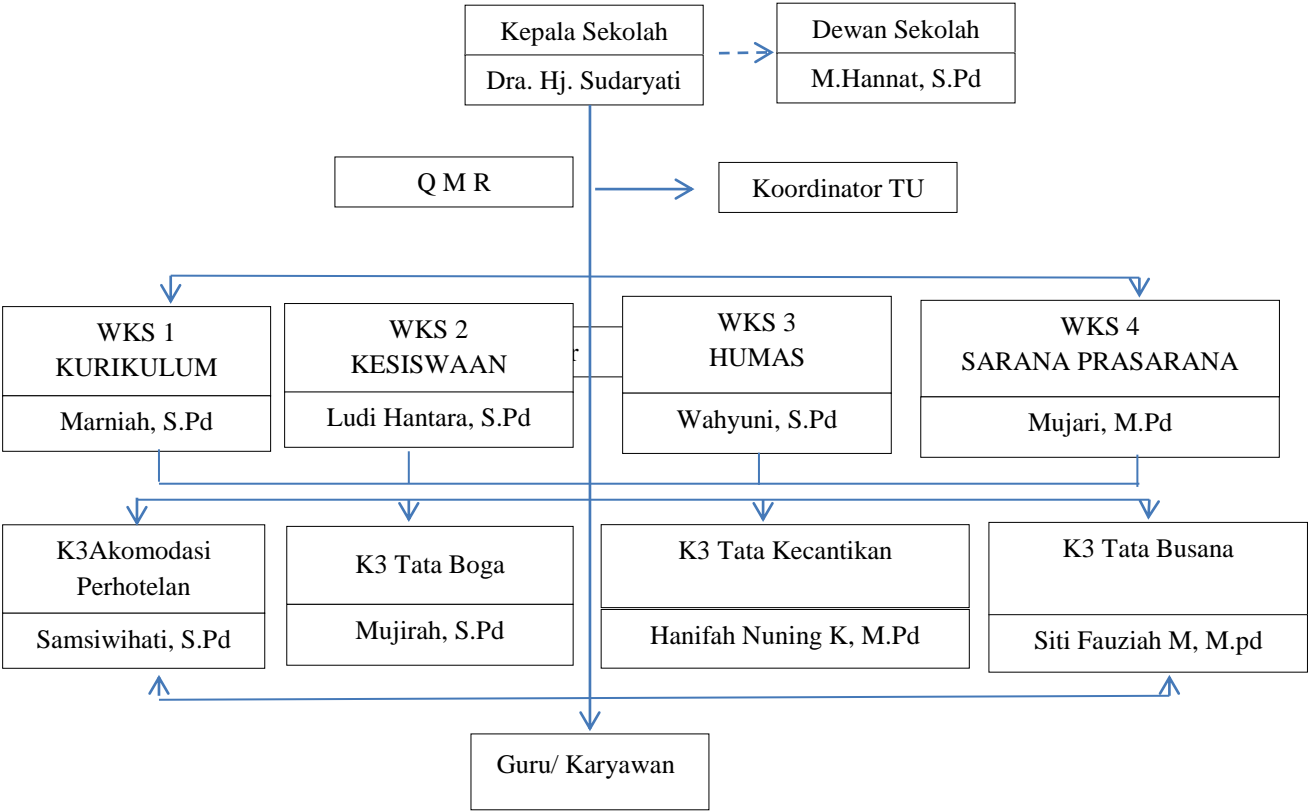 Kepala Sekolah
Dra. Hj. Sudaryati
Dewan Sekolah
M.Hannat, S.Pd
Q M R
Koordinator TU
WKS 1
KURIKULUM
Marniah, S.Pd
WKS 2
KESISWAAN
Ludi Hantara, S.Pd
r
WKS 3
HUMAS
Wahyuni, S.Pd
WKS 4
SARANA PRASARANA
Mujari, M.Pd
K3Akomodasi
Perhotelan
Samsiwihati, S.Pd
K3 Tata Boga
Mujirah, S.Pd
K3 Tata Kecantikan
Hanifah Nuning K, M.Pd
K3 Tata Busana
Siti Fauziah M, M.pd
Guru/ Karyawan